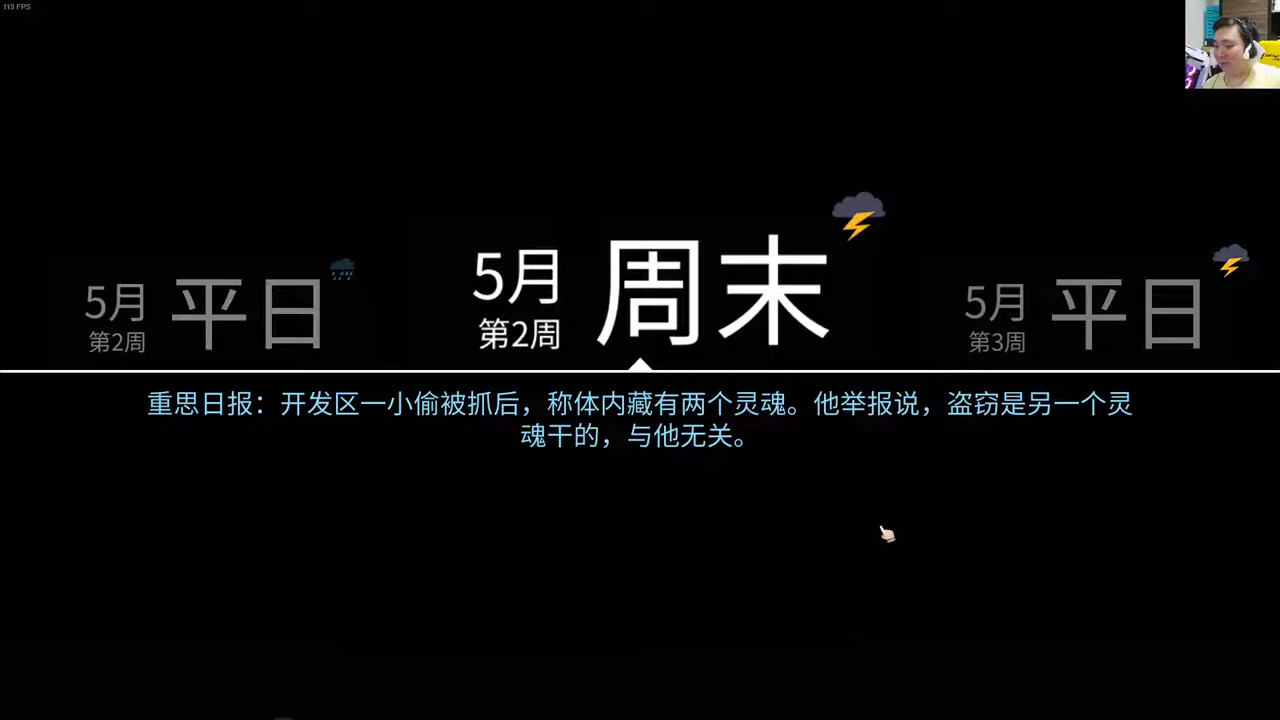 119 FPS
5月
第2周
平日
5月
第2周
周末
5月
第3周
平日
重思日报：开发区一小偷被抓后，称体内藏有两个灵魂。他举报说，盗窃是另一个灵
魂干的，与他无关。